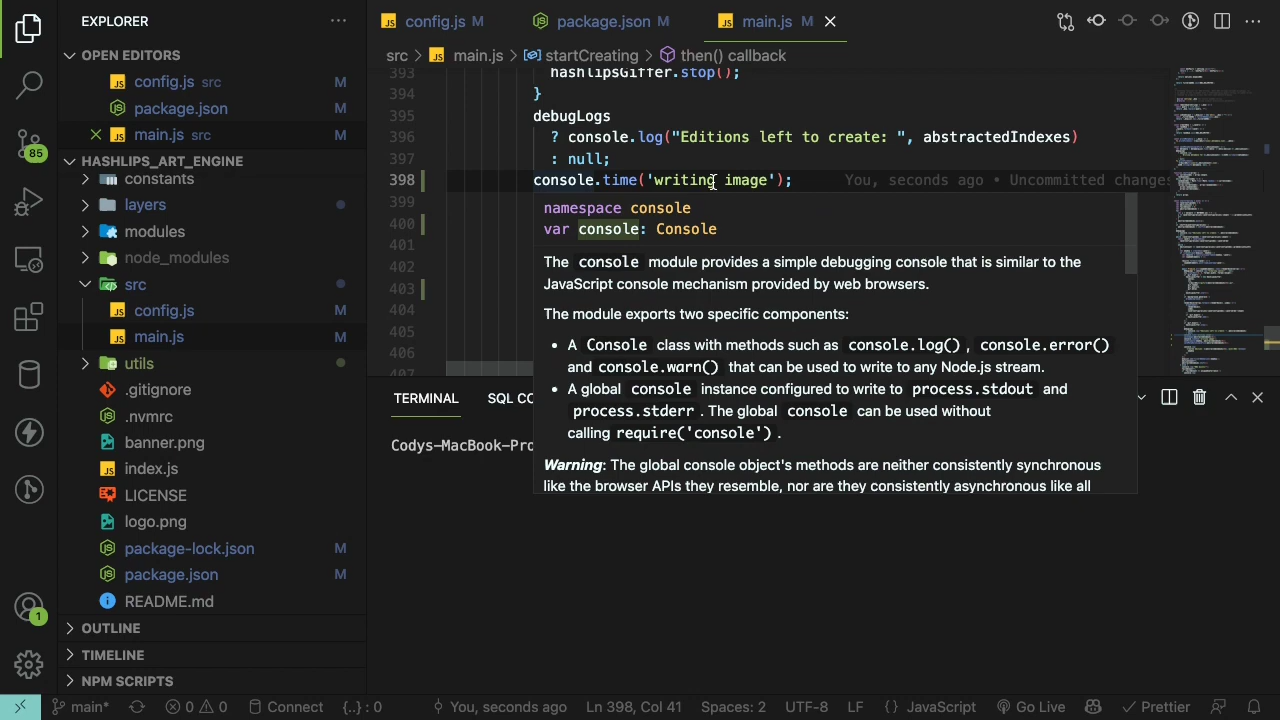 EXPLORER
OPEN EDITORS
config.js src M
package.json M
main.js src M
HASHLIPS_ART_ENGINE
constants
layers
modules
node_modules
src
config.js M
main.js M
utils
.gitignore
.nvmrc
banner.png
index.js
LICENSE
logo.png
package-lock.json M
package.json M
README.md
OUTLINE
TIMELINE
NPM SCRIPTS
85
1
config.js M package.json M main.js M
src > main.js > startCreating > then() callback
393 hashlipsGiffer.stop();
394 }
395 debugLogs
396 ? console.log("Editions left to create: ", abstractedIndexes)
397 : null;
398 console.time('writing image'); You, seconds ago • Uncommitted changes
399
400
401
402
403
404
405
406
407
namespace console
var console: Console
The console module provides a simple debugging console that is similar to the
JavaScript console mechanism provided by web browsers.
The module exports two specific components:
• A Console class with methods such as console.log() , console.error()
and console.warn() that can be used to write to any Node.js stream.
• A global console instance configured to write to process.stdout and
process.stderr . The global console can be used without
calling require('console') .
Warning: The global console object's methods are neither consistently synchronous
like the browser APIs they resemble, nor are they consistently asynchronous like all
TERMINAL SQL CO
Codys-MacBook-Pro
main* 0 0 Connect {..} : 0 You, seconds ago Ln 398, Col 41 Spaces: 2 UTF-8 LF {} JavaScript Go Live Prettier